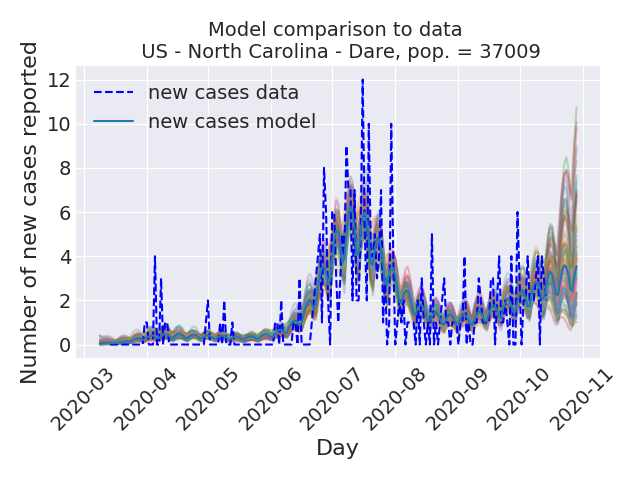 Model comparison to data
US - North Carolina - Dare, pop. = 37009
Number of new cases reported
12
10
8
6
4
2
0
new cases data
new cases model
2020-03
2020-04
2020-05
2020-06
2020-07
2020-08
2020-09
2020-10
2020-11
Day